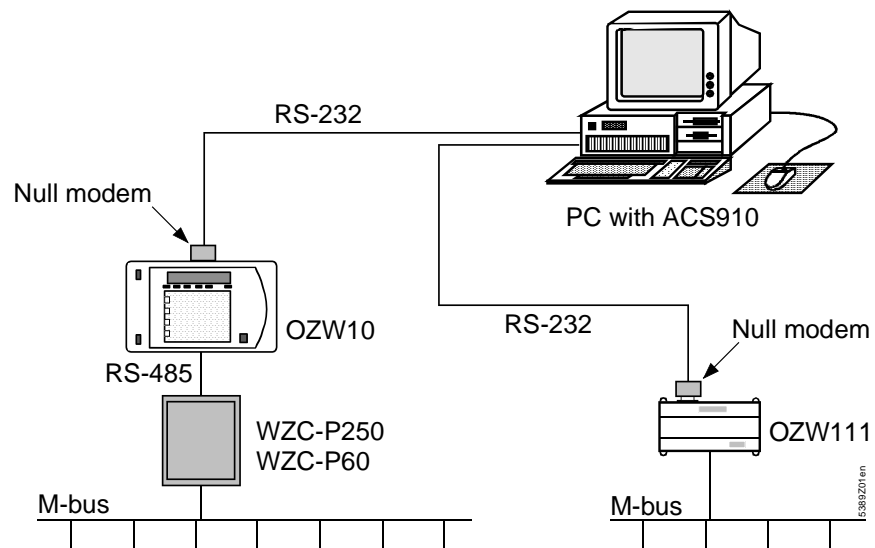 RS-232
Null modem
PC with ACS910
OZW10
RS-232
Null modem
RS-485
WZC-P250
WZC-P60
OZW111
M-bus
M-bus
5389Z01en